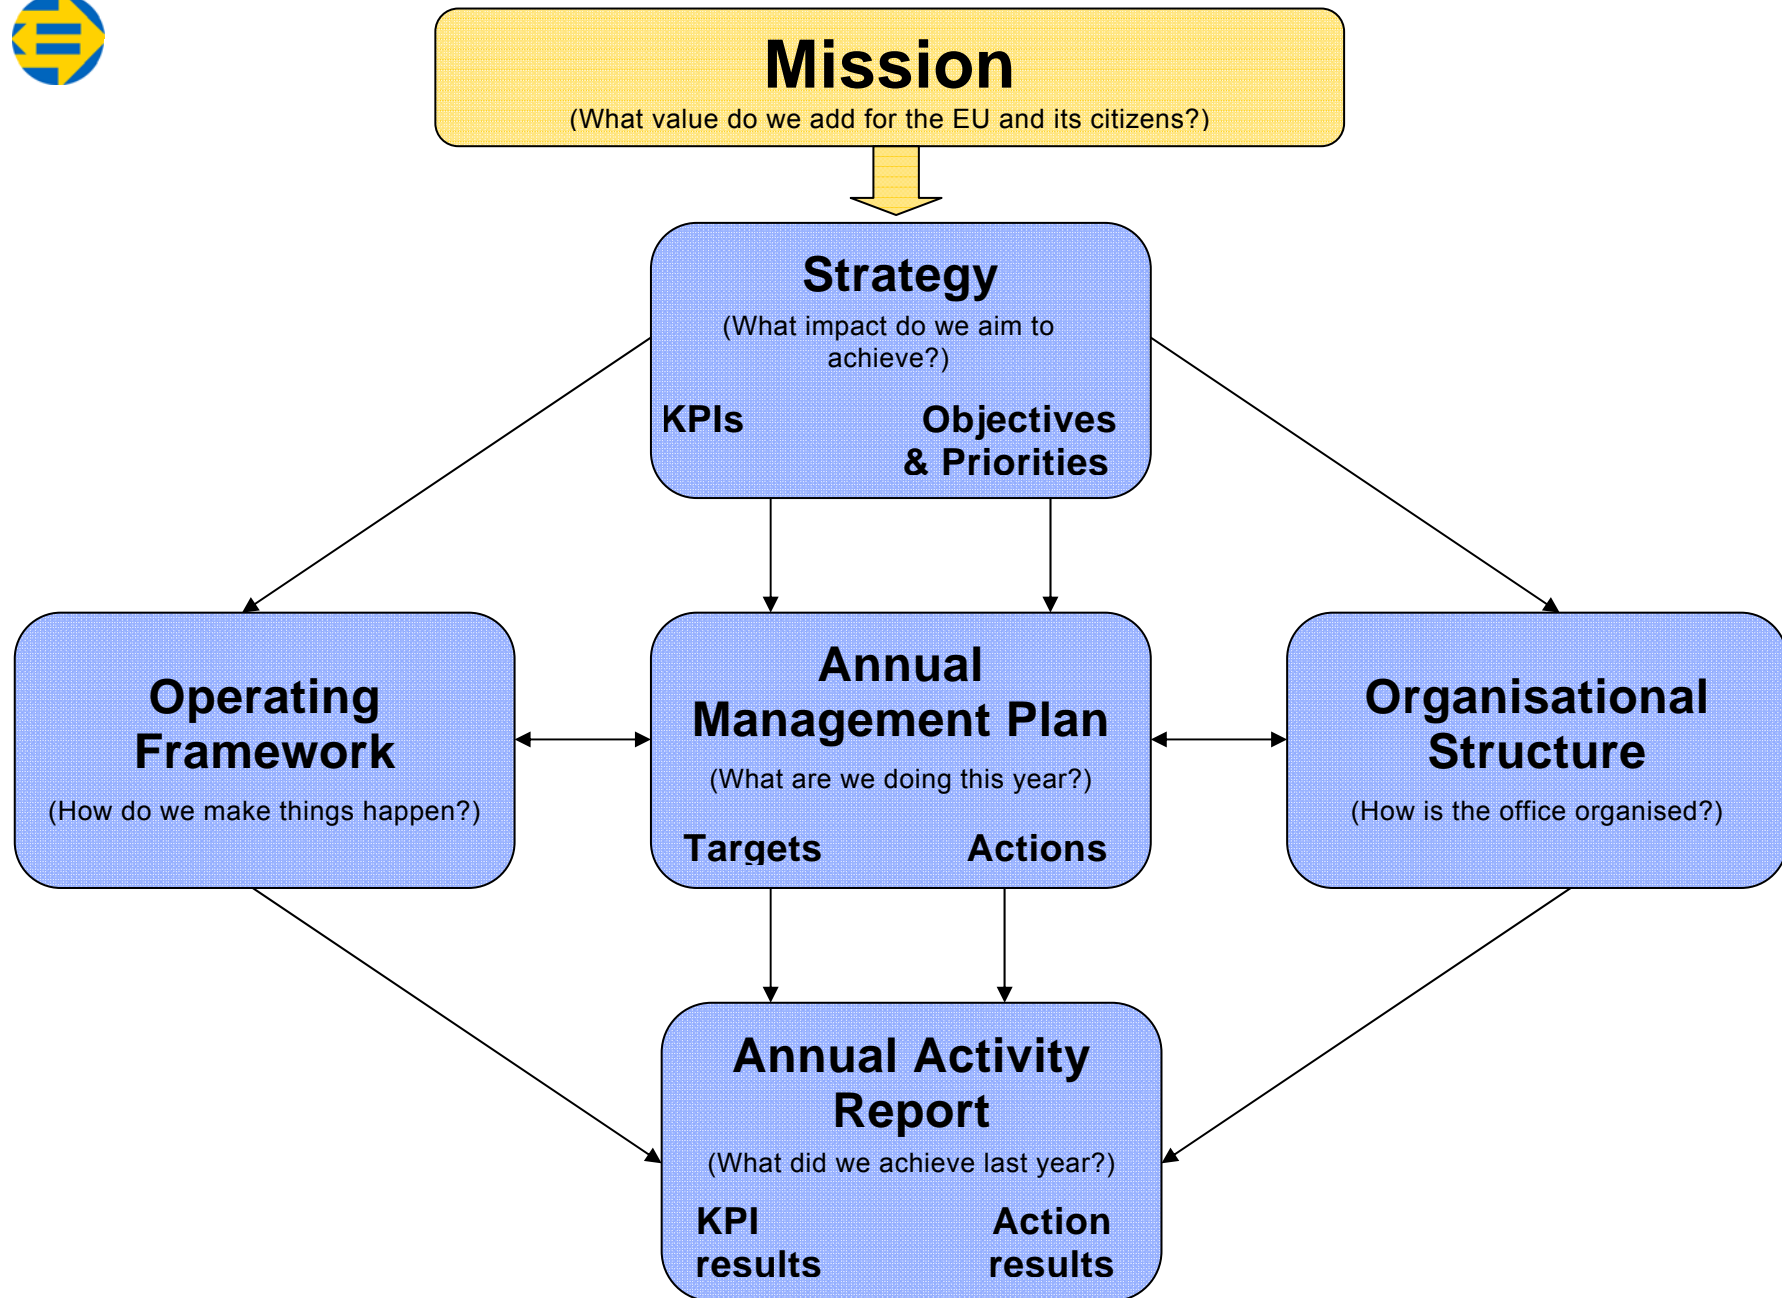 Mission
(What value do we add for the EU and its citizens?)
Strategy
(What impact do we aim to
achieve?)
KPIs
Objectives
& Priorities
Operating
Framework
(How do we make things happen?)
Annual
Management Plan
(What are we doing this year?)
Targets
Actions
Organisational
Structure
(How is the office organised?)
Annual Activity
Report
(What did we achieve last year?)
KPI
results
Action
results